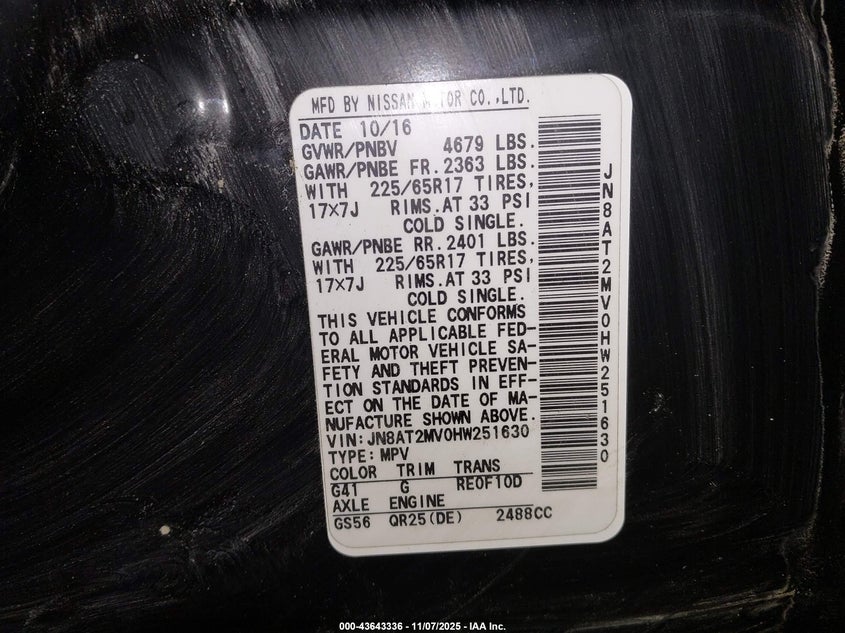 MFD BY NISSAN MOTOR CO.,LTD.
DATE 10/16
GVWR/PNBV 4679 LBS.
GAWR/PNBE FR.2363 LBS.
WITH 225/65R17 TIRES,
17×7J RIMS.AT 33 PSI
COLD SINGLE.
GAWR/PNBE RR.2401 LBS.
WITH 225/65R17 TIRES,
17×7J RIMS.AT 33 PSI
COLD SINGLE.
THIS VEHICLE CONFORMS
TO ALL APPLICABLE FED-
ERAL MOTOR VEHICLE SA-
FETY AND THEFT PREVEN-
TION STANDARDS IN EFF-
ECT ON THE DATE OF MA-
NUFACTURE SHOWN ABOVE.
VIN:JN8AT2MV0HW251630
TYPE:MPV
COLOR TRIM TRANS
G41 G RE0F10D
AXLE ENGINE
GS56 QR25(DE) 2488CC
JN8AT2MV0HW251630
000-43643336 - 11/07/2025 - IAA Inc.